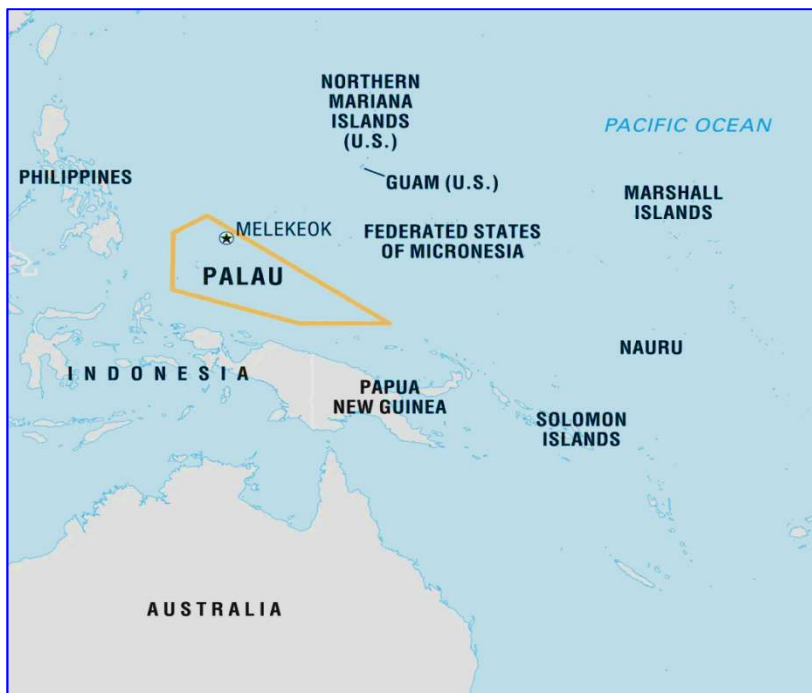 NORTHERN
MARIANA
ISLANDS
(U.S.)
PACIFIC OCEAN
PHILIPPINES
GUAM (U.S.)
MARSHALL
ISLANDS
MELEKEOK
FEDERATED STATES
OF MICRONESIA
PALAU
NAURU
INDONESIA
PAPUA
NEW GUINEA
SOLOMON
ISLANDS
AUSTRALIA